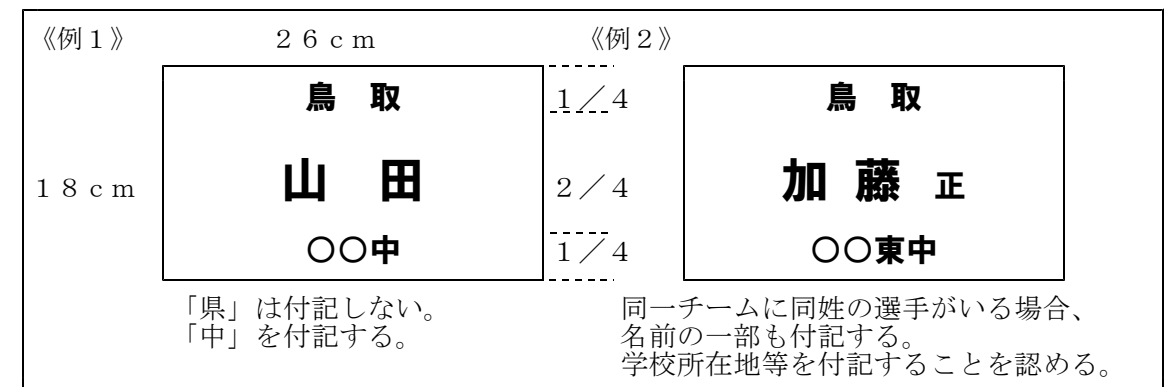 《例１》　２６ｃｍ　《例２》
鳥　取　１／４　鳥　取
１８ｃｍ　山　田　２／４　加　藤　正
○○中　１／４　○○東中
「県」は付記しない。
「中」を付記する。
同一チームに同姓の選手がいる場合、
名前の一部も付記する。
学校所在地等を付記することを認める。